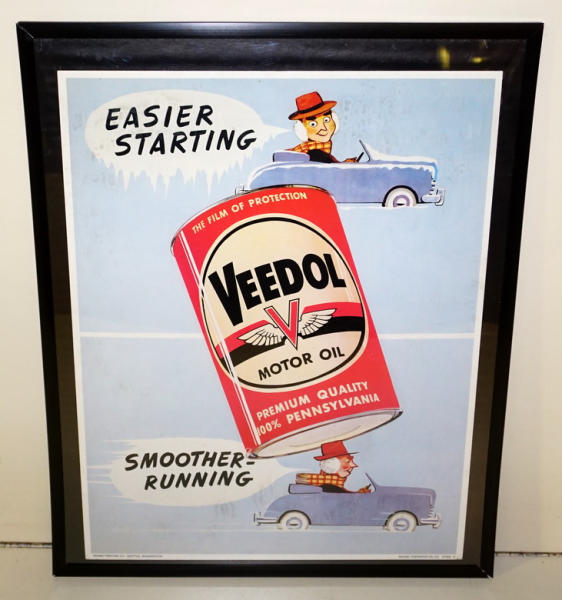 EASIER
STARTING
THE FILM OF PROTECTION
VEEDOL
V
MOTOR OIL
PREMIUM QUALITY
100% PENNSYLVANIA
SMOOTHER-
RUNNING